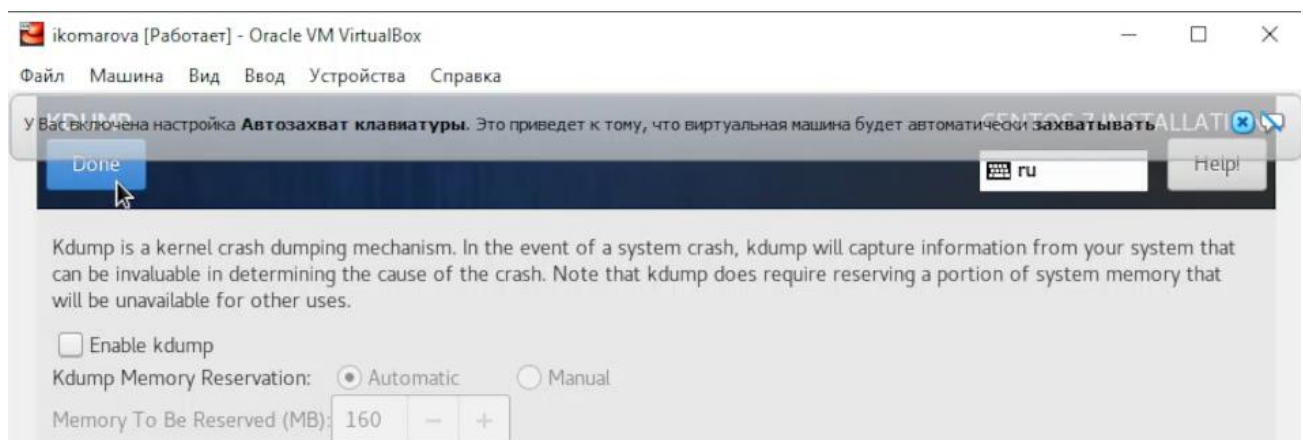 ikomarova [Работает] - Oracle VM VirtualBox
Файл Машина Вид Ввод Устройства Справка
KDUMP CENTOS 7 INSTALLATI
У Вас включена настройка Автозахват клавиатуры. Это приведет к тому, что виртуальная машина будет автоматически захватывать
Done ru Help!
Kdump is a kernel crash dumping mechanism. In the event of a system crash, kdump will capture information from your system that
can be invaluable in determining the cause of the crash. Note that kdump does require reserving a portion of system memory that
will be unavailable for other uses.
Enable kdump
Kdump Memory Reservation: Automatic Manual
Memory To Be Reserved (MB): 160 - +